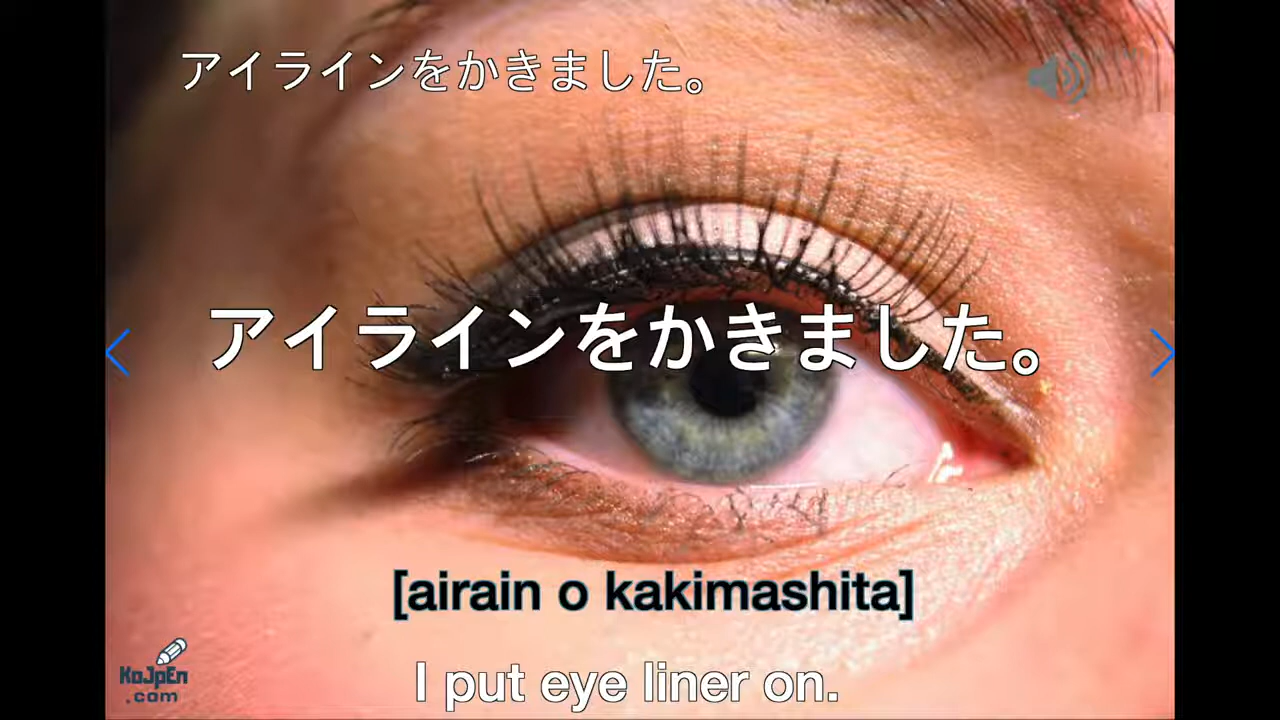 アイラインをかきました。
アイラインをかきました。
[airain o kakimashita]
I put eye liner on.
KoJpEn
.com